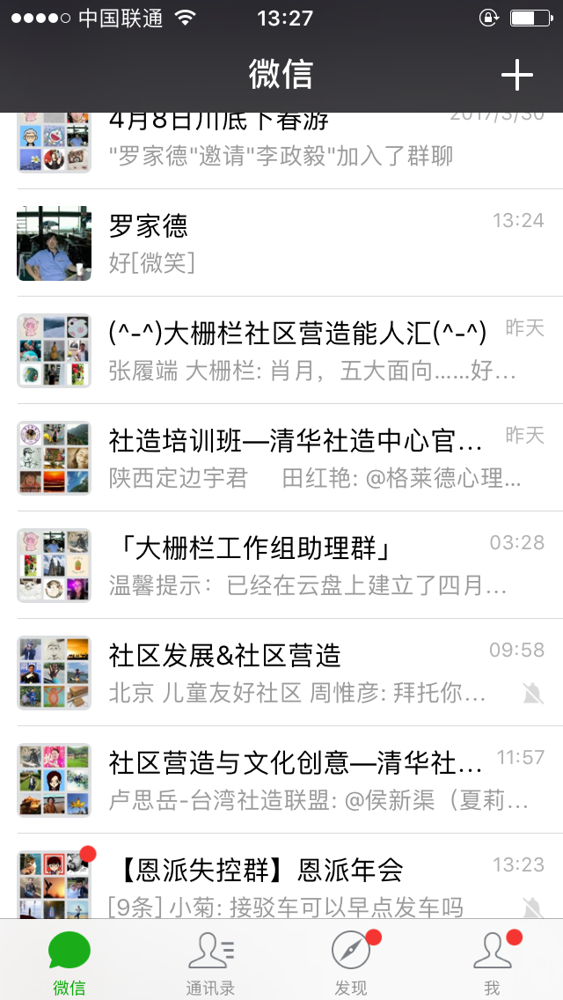 中国联通 13:27
微信
4月8日川底下春游 2017/3/30
"罗家德"邀请"李政毅"加入了群聊
罗家德 13:24
好[微笑]
(^-^)大栅栏社区营造能人汇(^-^) 昨天
张履端 大栅栏: 肖月，五大面向……好…
社造培训班—清华社造中心官… 昨天
陕西定边宇君 田红艳: @格莱德心理…
「大栅栏工作组助理群」 03:28
温馨提示：已经在云盘上建立了四月…
社区发展&社区营造 09:58
北京 儿童友好社区 周惟彦: 拜托你…
社区营造与文化创意—清华社… 11:57
卢思岳-台湾社造联盟: @侯新渠（夏莉…
【恩派失控群】恩派年会 13:23
[9条] 小菊: 接驳车可以早点发车吗
微信 通讯录 发现 我